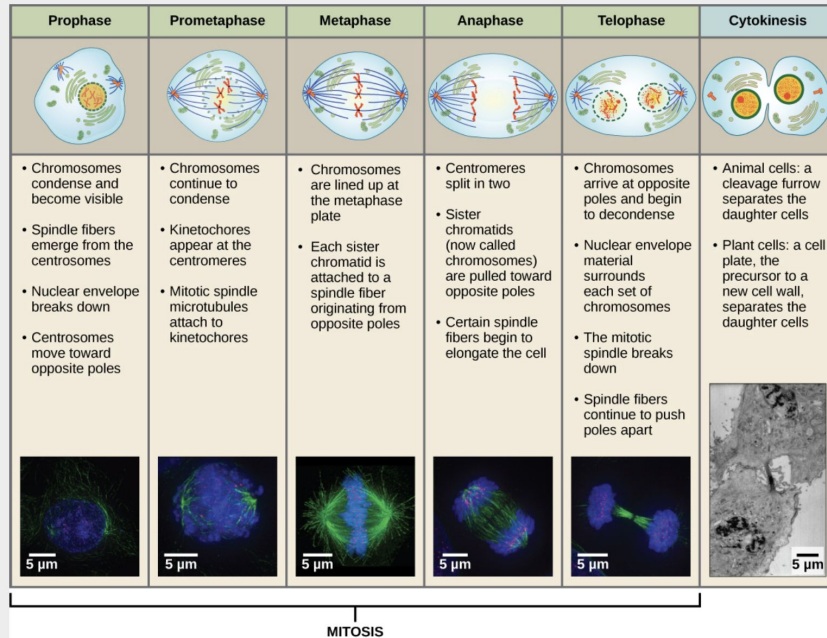 Prophase
Prometaphase
Metaphase
Anaphase
Telophase
Cytokinesis
• Chromosomes
condense and
become visible
• Spindle fibers
emerge from the
centrosomes
• Nuclear envelope
breaks down
• Centrosomes
move toward
opposite poles
• Chromosomes
continue to
condense
• Kinetochores
appear at the
centromeres
• Mitotic spindle
microtubules
attach to
kinetochores
• Chromosomes
are lined up at
the metaphase
plate
• Each sister
chromatid is
attached to a
spindle fiber
originating from
opposite poles
• Centromeres
split in two
• Sister
chromatids
(now called
chromosomes)
are pulled toward
opposite poles
• Certain spindle
fibers begin to
elongate the cell
• Chromosomes
arrive at opposite
poles and begin
to decondense
• Nuclear envelope
material
surrounds
each set of
chromosomes
• The mitotic
spindle breaks
down
• Spindle fibers
continue to push
poles apart
• Animal cells: a
cleavage furrow
separates the
daughter cells
• Plant cells: a cell
plate, the
precursor to a
new cell wall,
separates the
daughter cells
5 µm
5 µm
5 µm
5 µm
5 µm
5 µm
MITOSIS